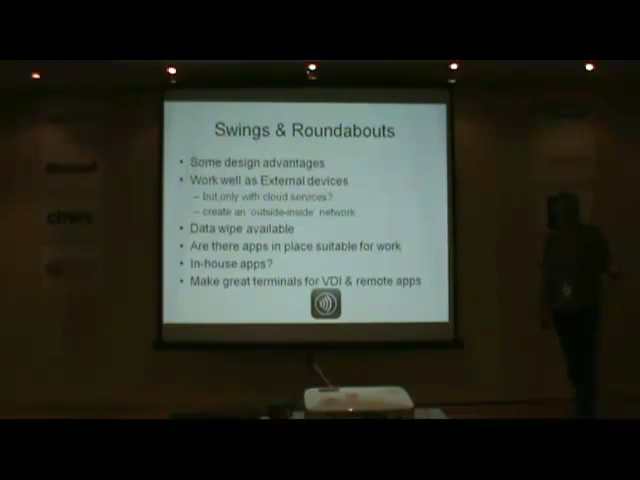 Swings & Roundabouts
• Some design advantages
• Work well as External devices
– but only with cloud services?
– create an 'outside-inside' network
• Data wipe available
• Are there apps in place suitable for work
• In-house apps?
• Make great terminals for VDI & remote apps